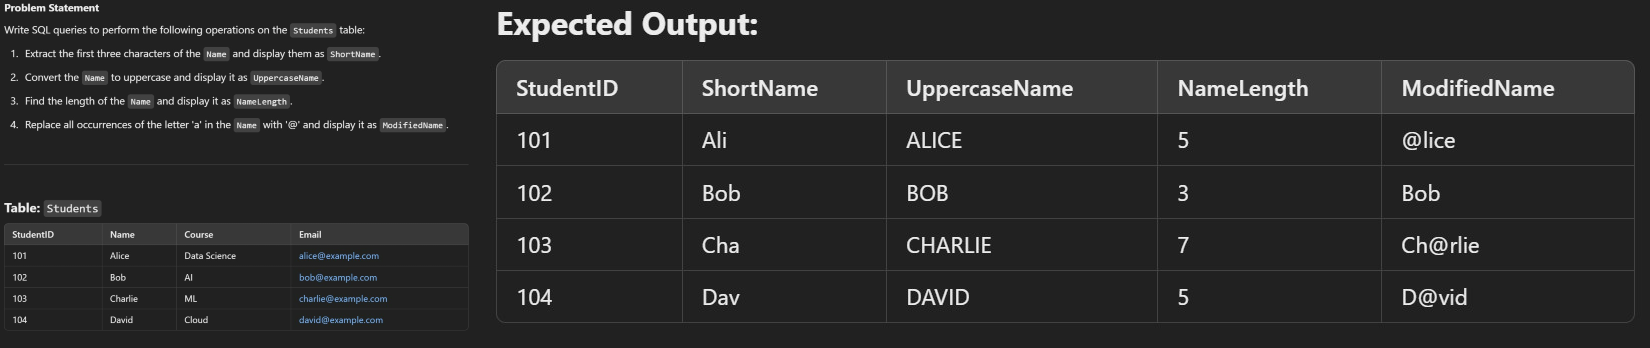 Problem Statement
Write SQL queries to perform the following operations on the Students table:
1. Extract the first three characters of the Name and display them as ShortName.
2. Convert the Name to uppercase and display it as UppercaseName.
3. Find the length of the Name and display it as NameLength.
4. Replace all occurrences of the letter 'a' in the Name with '@' and display it as ModifiedName.
Table: Students
StudentID Name Course Email
101 Alice Data Science alice@example.com
102 Bob AI bob@example.com
103 Charlie ML charlie@example.com
104 David Cloud david@example.com
Expected Output:
StudentID ShortName UppercaseName NameLength ModifiedName
101 Ali ALICE 5 @lice
102 Bob BOB 3 Bob
103 Cha CHARLIE 7 Ch@rlie
104 Dav DAVID 5 D@vid